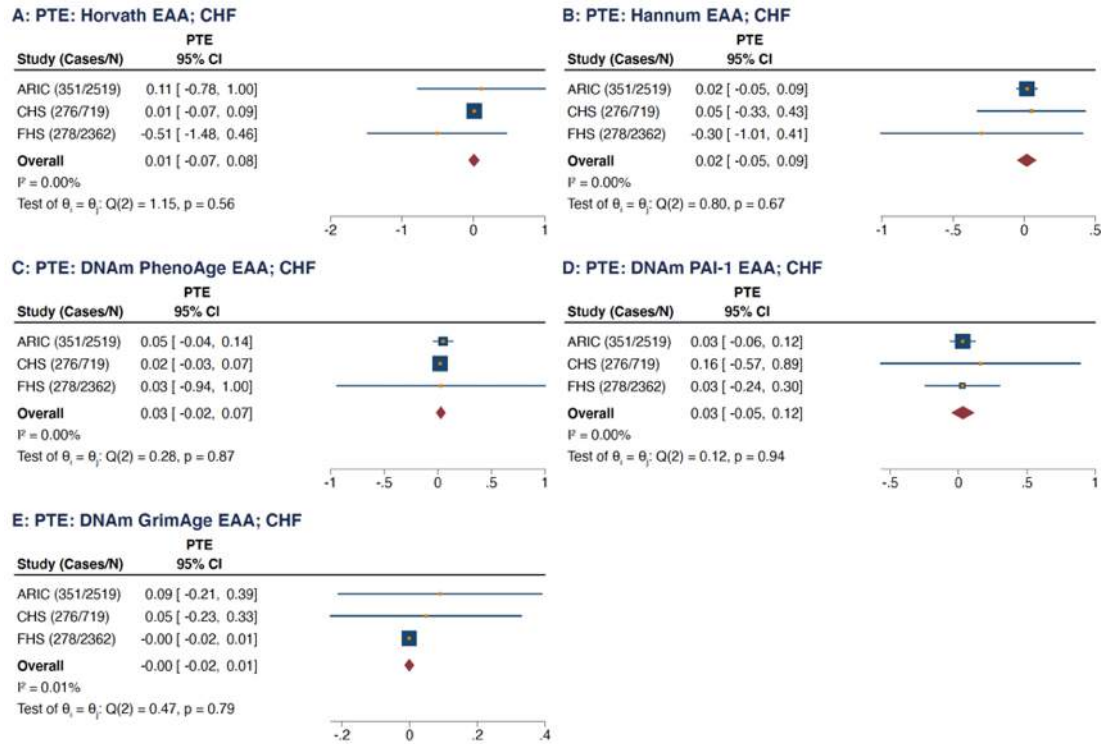 A: PTE: Horvath EAA; CHF
PTE
Study (Cases/N) 95% CI
ARIC (351/2519) 0.11 [ -0.78, 1.00]
CHS (276/719) 0.01 [ -0.07, 0.09]
FHS (278/2362) -0.51 [ -1.48, 0.46]
Overall 0.01 [ -0.07, 0.08]
I² = 0.00%
Test of θᵢ = θⱼ: Q(2) = 1.15, p = 0.56
-2 -1 0 1
B: PTE: Hannum EAA; CHF
PTE
Study (Cases/N) 95% CI
ARIC (351/2519) 0.02 [ -0.05, 0.09]
CHS (276/719) 0.05 [ -0.33, 0.43]
FHS (278/2362) -0.30 [ -1.01, 0.41]
Overall 0.02 [ -0.05, 0.09]
I² = 0.00%
Test of θᵢ = θⱼ: Q(2) = 0.80, p = 0.67
-1 -.5 0 .5
C: PTE: DNAm PhenoAge EAA; CHF
PTE
Study (Cases/N) 95% CI
ARIC (351/2519) 0.05 [ -0.04, 0.14]
CHS (276/719) 0.02 [ -0.03, 0.07]
FHS (278/2362) 0.03 [ -0.94, 1.00]
Overall 0.03 [ -0.02, 0.07]
I² = 0.00%
Test of θᵢ = θⱼ: Q(2) = 0.28, p = 0.87
-1 -.5 0 .5 1
D: PTE: DNAm PAI-1 EAA; CHF
PTE
Study (Cases/N) 95% CI
ARIC (351/2519) 0.03 [ -0.06, 0.12]
CHS (276/719) 0.16 [ -0.57, 0.89]
FHS (278/2362) 0.03 [ -0.24, 0.30]
Overall 0.03 [ -0.05, 0.12]
I² = 0.00%
Test of θᵢ = θⱼ: Q(2) = 0.12, p = 0.94
-.5 0 .5 1
E: PTE: DNAm GrimAge EAA; CHF
PTE
Study (Cases/N) 95% CI
ARIC (351/2519) 0.09 [ -0.21, 0.39]
CHS (276/719) 0.05 [ -0.23, 0.33]
FHS (278/2362) -0.00 [ -0.02, 0.01]
Overall -0.00 [ -0.02, 0.01]
I² = 0.01%
Test of θᵢ = θⱼ: Q(2) = 0.47, p = 0.79
-.2 0 .2 .4